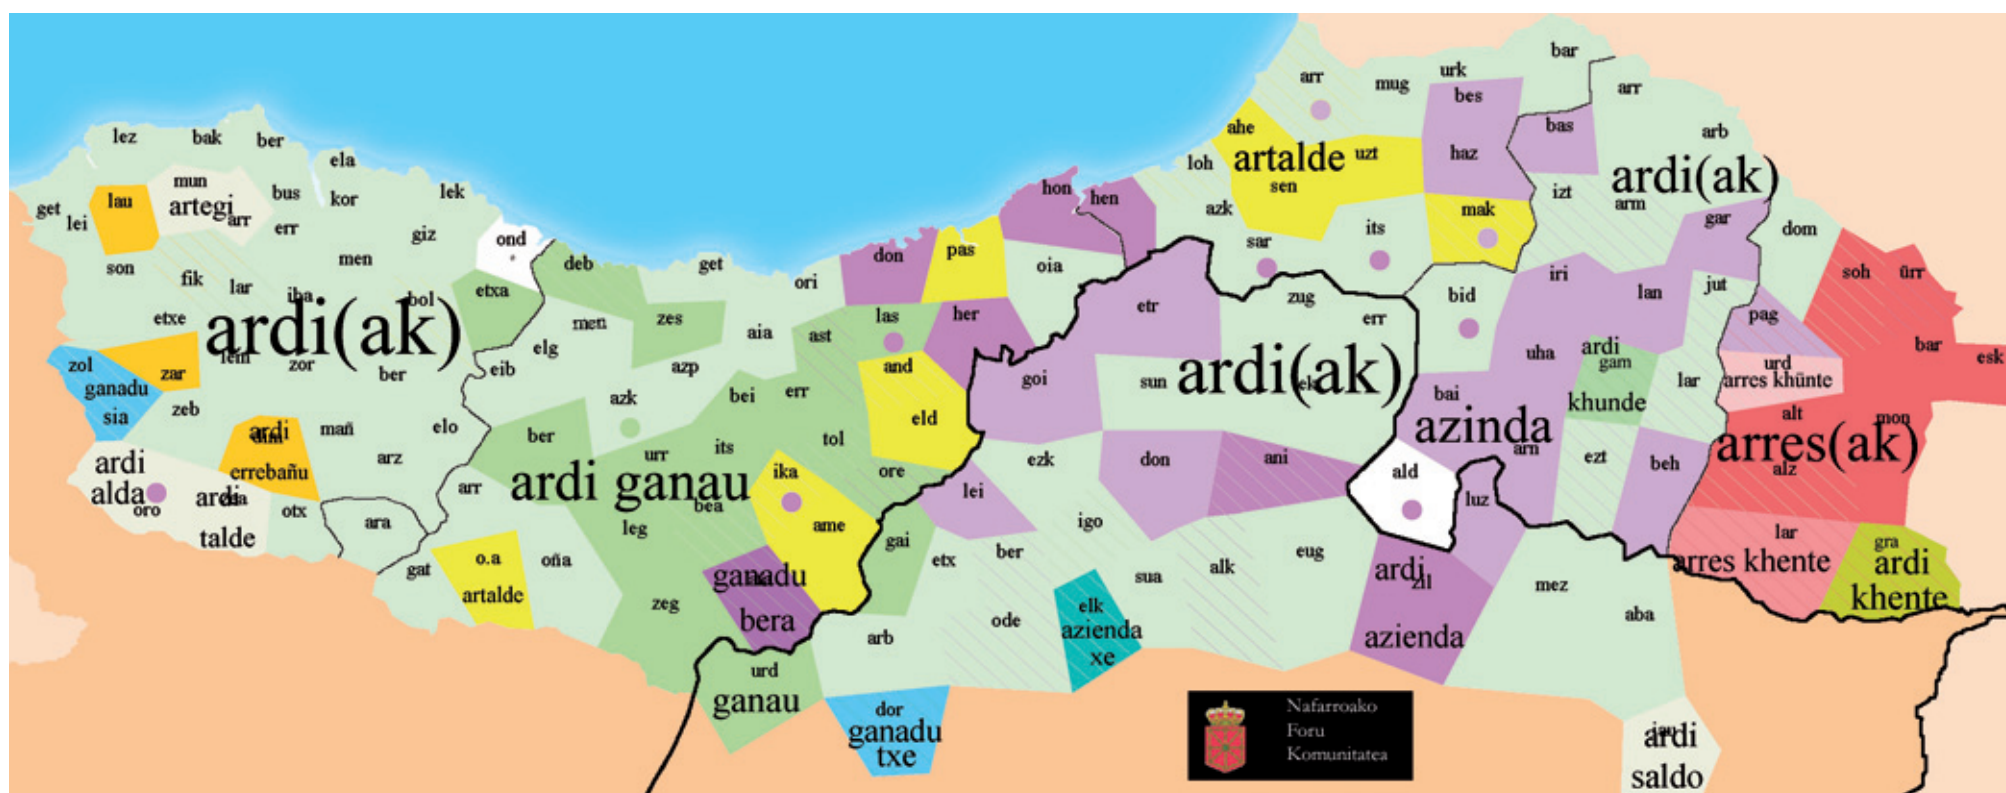 bar
urk
arr
mug
arr
bes
ahe
bas
arb
lez
bak
ber
artalde
uzt
haz
loh
ela
ardi(ak)
mun
sen
izt
arm
bus
kor
lek
hon
hen
lau
artegi
arr
get
lei
azk
mak
gar
err
giz
its
dom
ond
sar
don
pas
son
men
deb
get
oia
iri
soh
ürr
fik
lar
iba
bol
etxa
ori
zug
bid
lan
jut
etxe
ardi(ak)
men
zes
aia
ast
las
her
etr
err
pag
lem
zor
elg
uha
ardi
gam
bar
esk
zol
zar
ganadu
ber
eib
azp
and
goi
sun
ardi(ak)
ek
lar
urd
arres khünte
sia
zeb
azk
bei
err
bai
khunde
mañ
elo
eld
azinda
alt
mon
ardi
errebañu
ber
its
tol
arn
arres(ak)
ardi
alda
arz
urr
ezk
don
ani
ezt
beh
alz
oro
ardi
talde
otx
arr
ardi ganau
ika
ore
lei
ald
luz
ara
leg
bea
ame
gai
igo
lar
gat
o.a
oña
etx
ber
eug
arres khente
gra
ardi
khente
artalde
ganadu
bera
sua
alk
ardi
zil
azienda
mez
zeg
elk
azienda
xe
aba
arb
ode
urd
ganau
dor
ganadu
txe
Nafarroako
Foru
Komunitatea
ardi
saldo